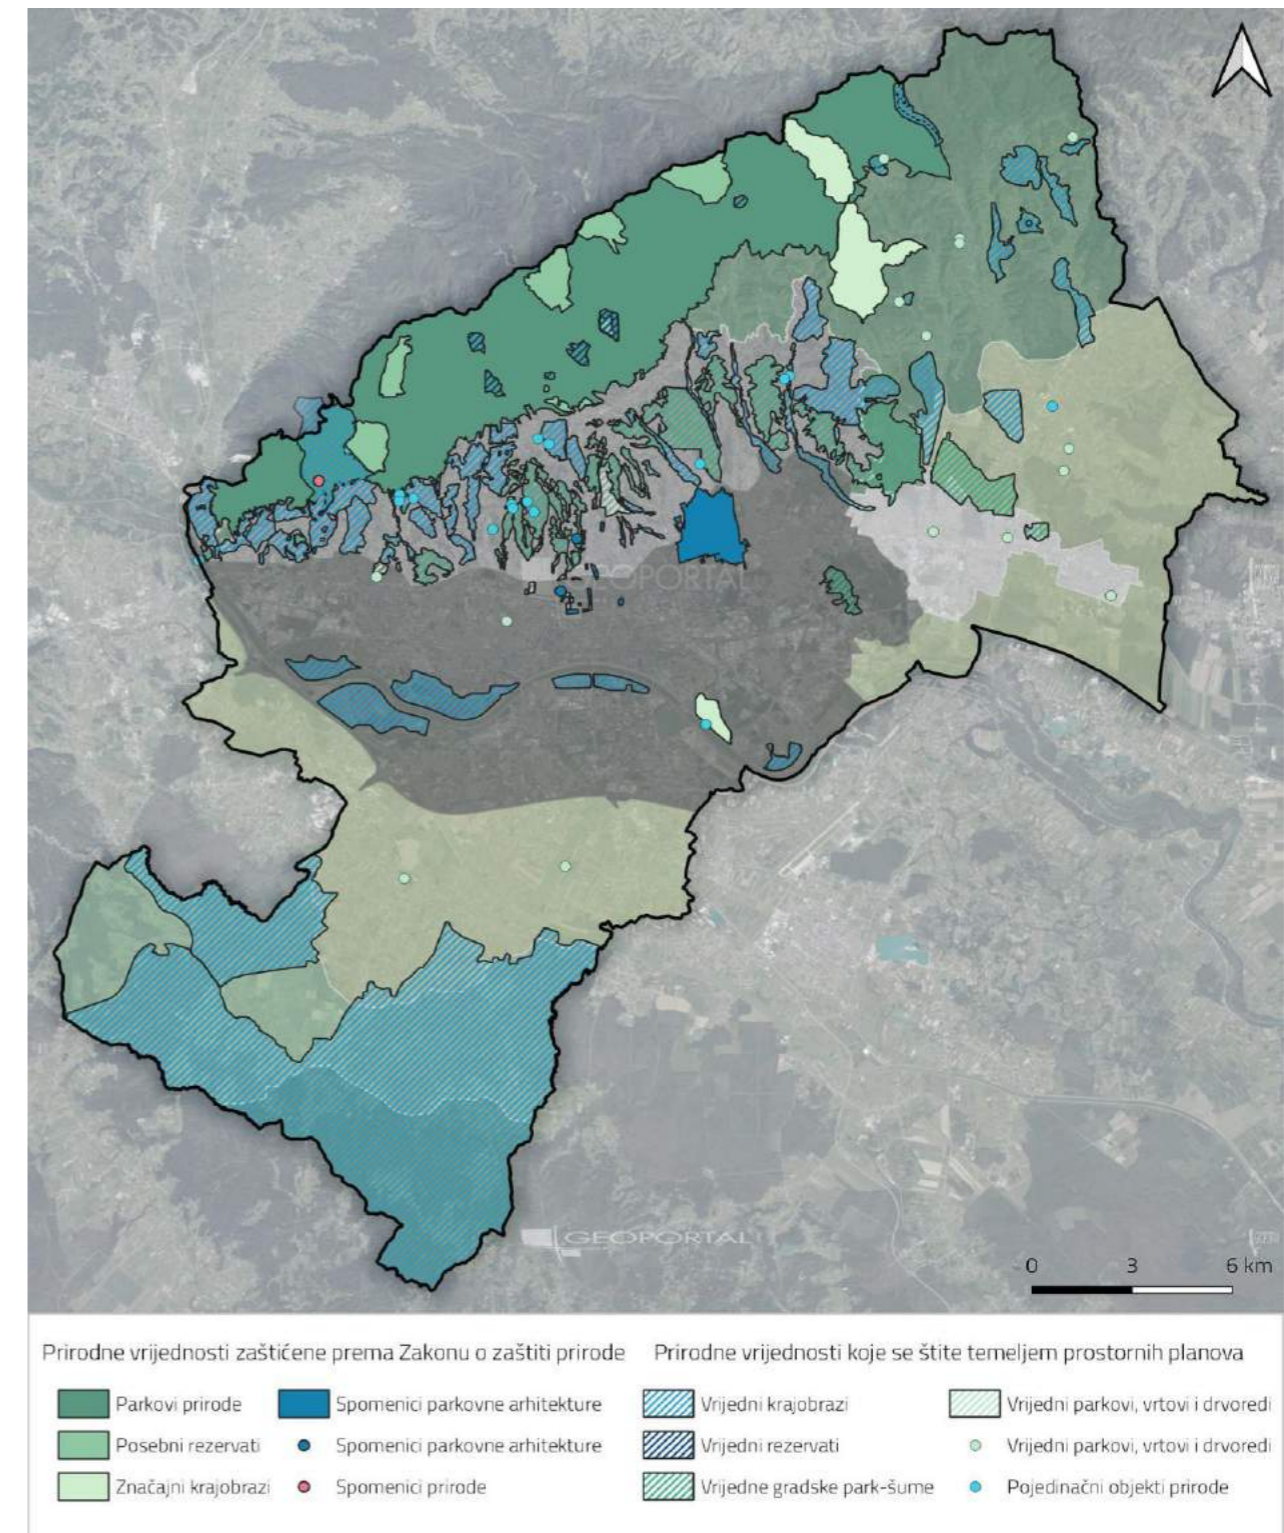 GEOPORTAL
GEOPORTAL
0 3 6 km
Prirodne vrijednosti zaštićene prema Zakonu o zaštiti prirode
Parkovi prirode
Posebni rezervati
Značajni krajobrazi
Spomenici parkovne arhitekture
Spomenici parkovne arhitekture
Spomenici prirode
Prirodne vrijednosti koje se štite temeljem prostornih planova
Vrijedni krajobrazi
Vrijedni rezervati
Vrijedne gradske park-šume
Vrijedni parkovi, vrtovi i drvoredi
Vrijedni parkovi, vrtovi i drvoredi
Pojedinačni objekti prirode